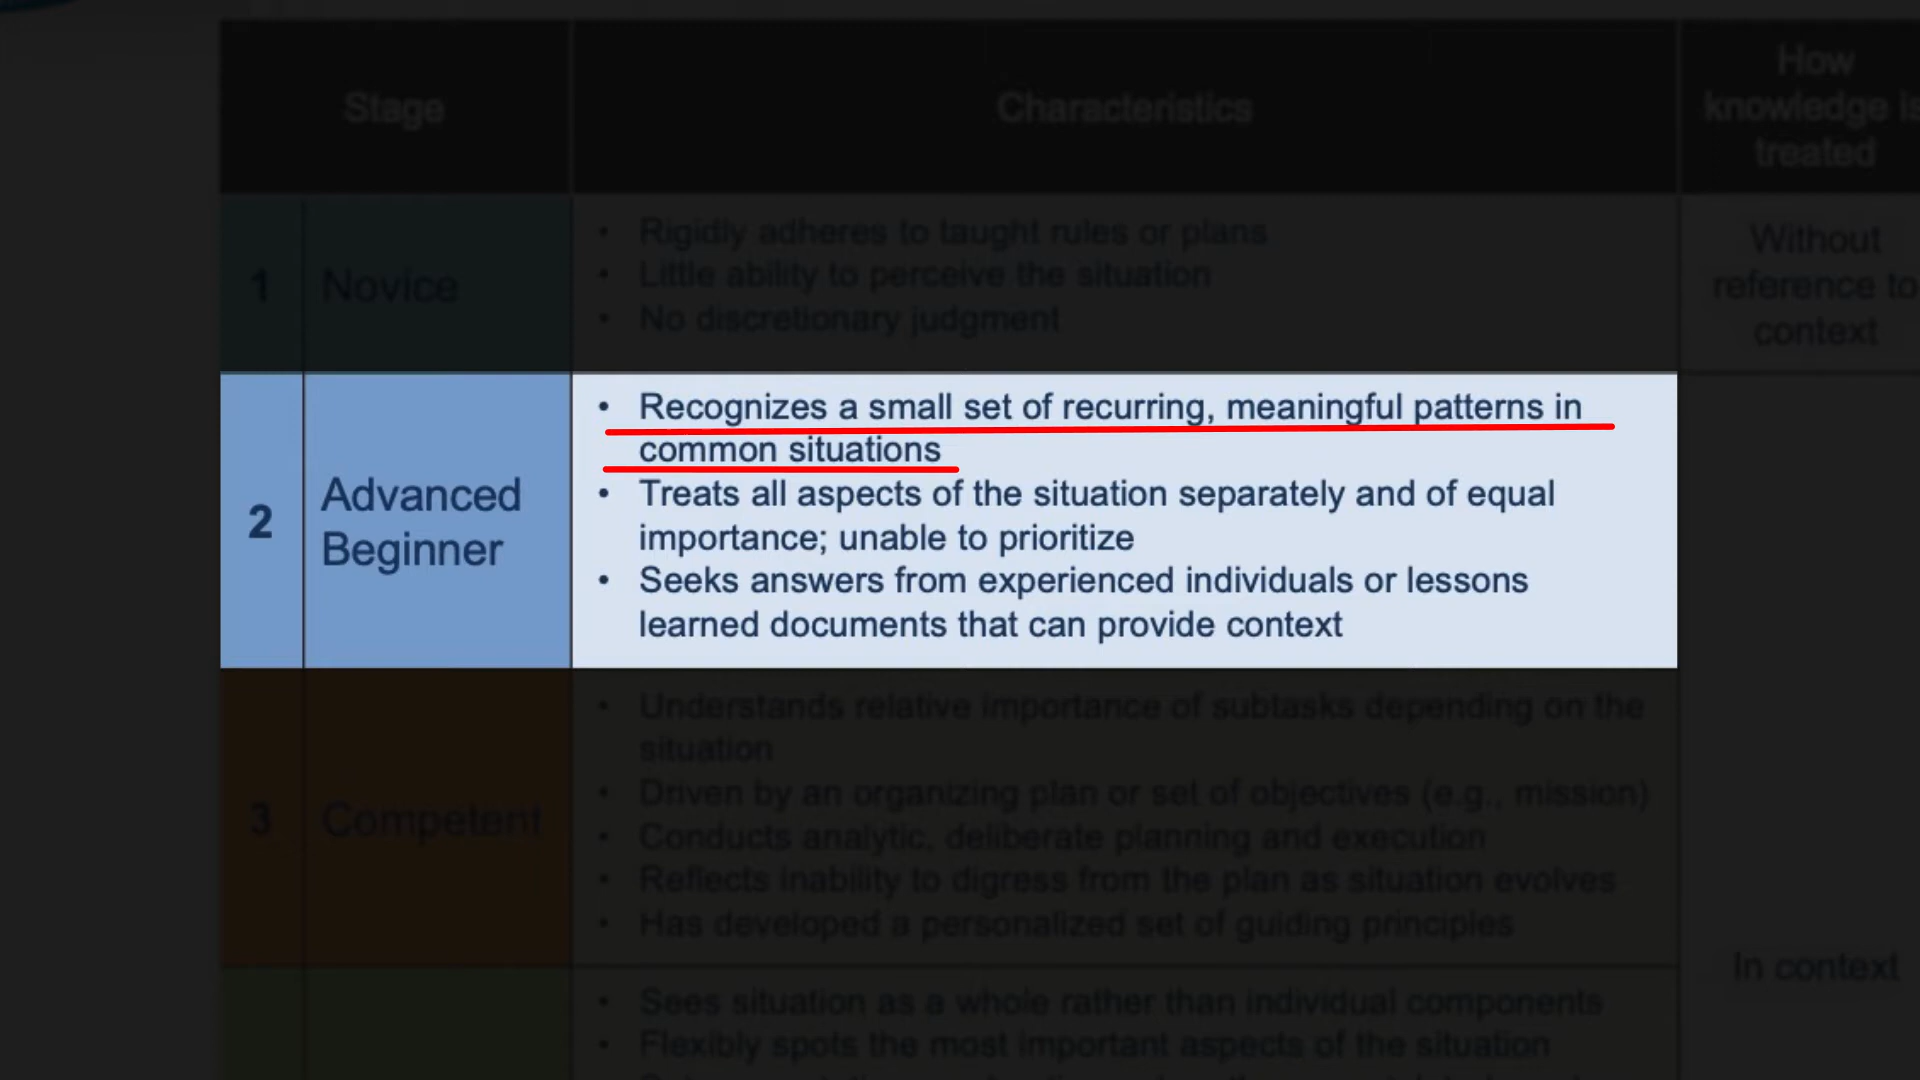 Stage
Characteristics
How
knowledge is
treated
1
Novice
• Rigidly adheres to taught rules or plans
• Little ability to perceive the situation
• No discretionary judgment
Without
reference to
context
2
Advanced
Beginner
• Recognizes a small set of recurring, meaningful patterns in
common situations
• Treats all aspects of the situation separately and of equal
importance; unable to prioritize
• Seeks answers from experienced individuals or lessons
learned documents that can provide context
3
Competent
• Understands relative importance of subtasks depending on the
situation
• Driven by an organizing plan or set of objectives (e.g., mission)
• Conducts analytic, deliberate planning and execution
• Reflects inability to digress from the plan as situation evolves
• Has developed a personalized set of guiding principles
In context
• Sees situation as a whole rather than individual components
• Flexibly spots the most important aspects of the situation